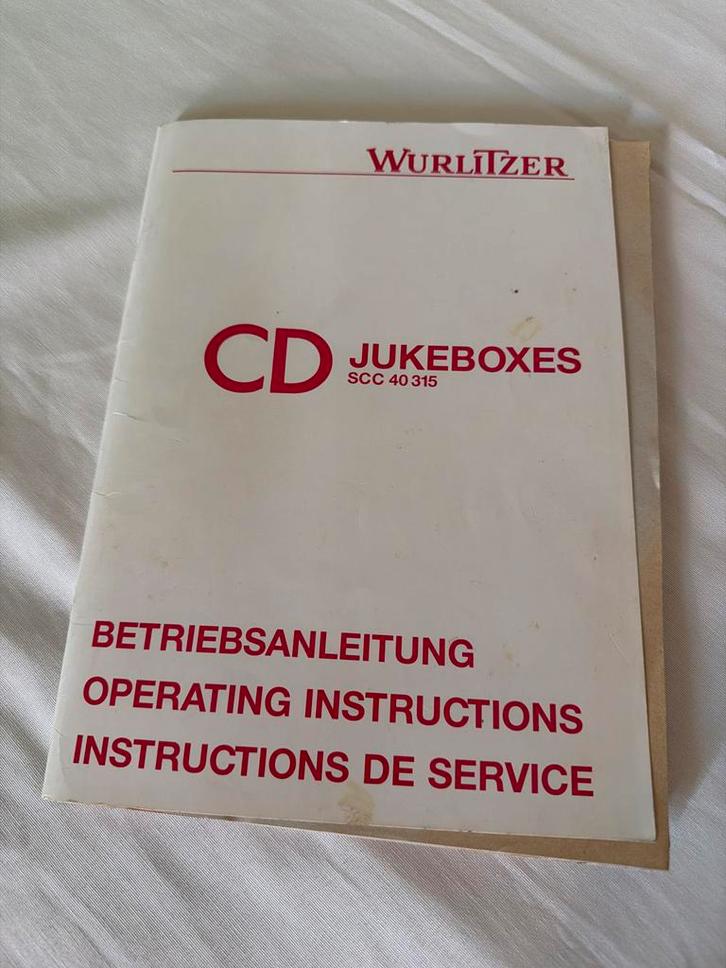 WURLITZER
CD JUKEBOXES
SCC 40 315
BETRIEBSANLEITUNG
OPERATING INSTRUCTIONS
INSTRUCTIONS DE SERVICE